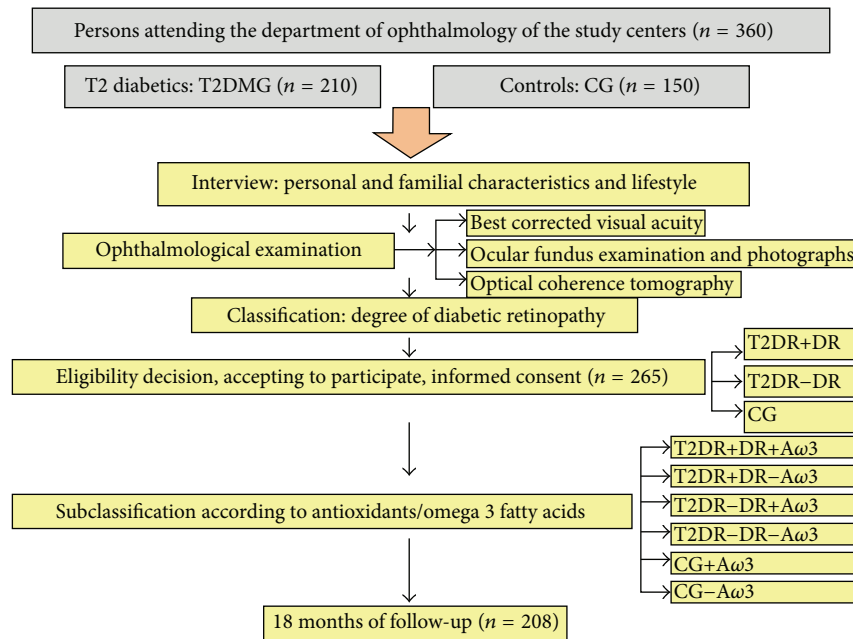 Persons attending the department of ophthalmology of the study centers (n = 360)
T2 diabetics: T2DMG (n = 210)
Controls: CG (n = 150)
Interview: personal and familial characteristics and lifestyle
Ophthalmological examination
Best corrected visual acuity
Ocular fundus examination and photographs
Optical coherence tomography
Classification: degree of diabetic retinopathy
Eligibility decision, accepting to participate, informed consent (n = 265)
T2DR+DR
T2DR−DR
CG
Subclassification according to antioxidants/omega 3 fatty acids
T2DR+DR+Aω3
T2DR+DR−Aω3
T2DR−DR+Aω3
T2DR−DR−Aω3
CG+Aω3
CG−Aω3
18 months of follow-up (n = 208)